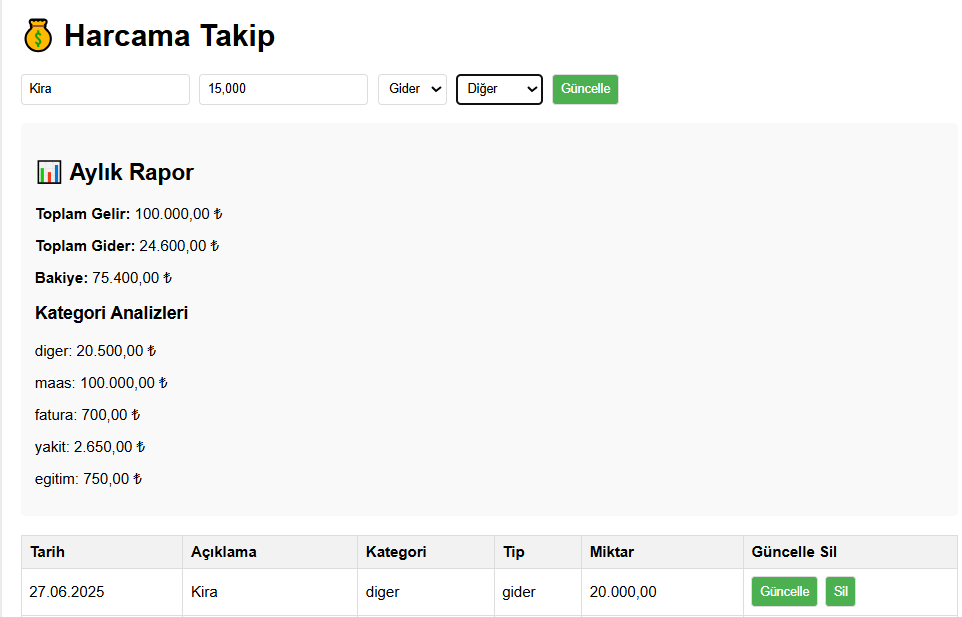 Harcama Takip
Kira 15,000 Gider Diğer Güncelle
Aylık Rapor
Toplam Gelir: 100.000,00 ₺
Toplam Gider: 24.600,00 ₺
Bakiye: 75.400,00 ₺
Kategori Analizleri
diger: 20.500,00 ₺
maas: 100.000,00 ₺
fatura: 700,00 ₺
yakit: 2.650,00 ₺
egitim: 750,00 ₺
Tarih Açıklama Kategori Tip Miktar Güncelle Sil
27.06.2025 Kira diger gider 20.000,00 Güncelle Sil